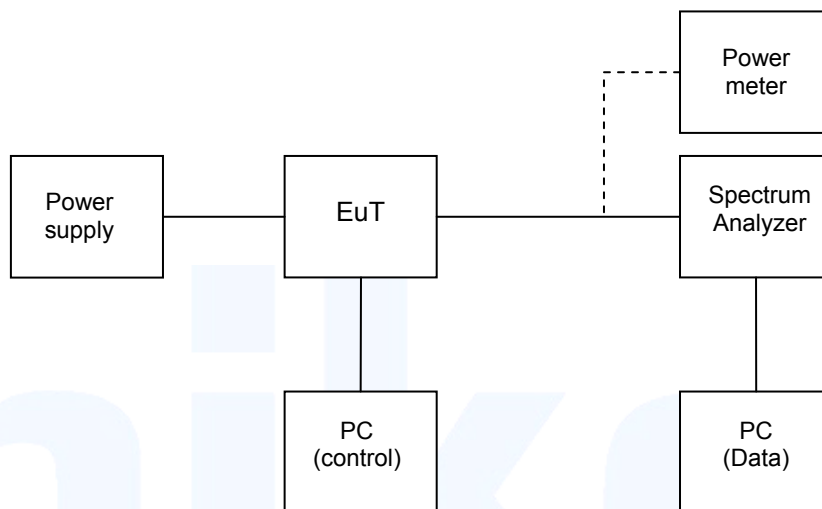 Power
meter
Power
supply
EuT
Spectrum
Analyzer
PC
(control)
PC
(Data)